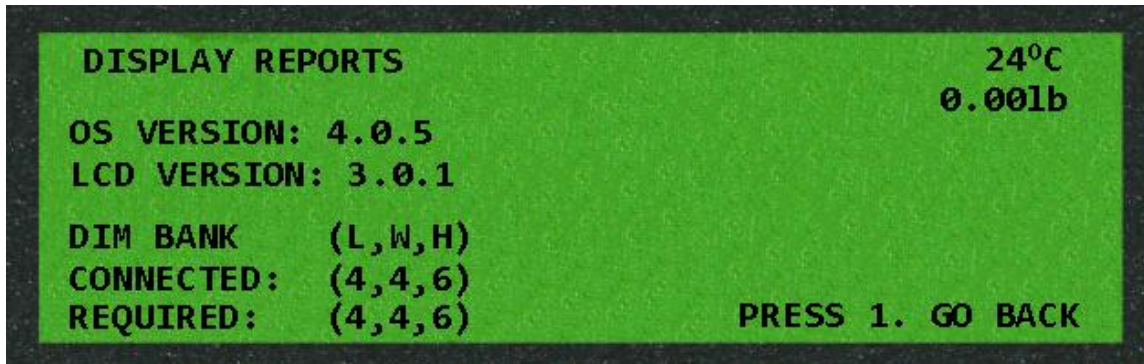 DISPLAY REPORTS
24°C
0.00lb
OS VERSION: 4.0.5
LCD VERSION: 3.0.1
DIM BANK (L,W,H)
CONNECTED: (4,4,6)
REQUIRED: (4,4,6)
PRESS 1. GO BACK